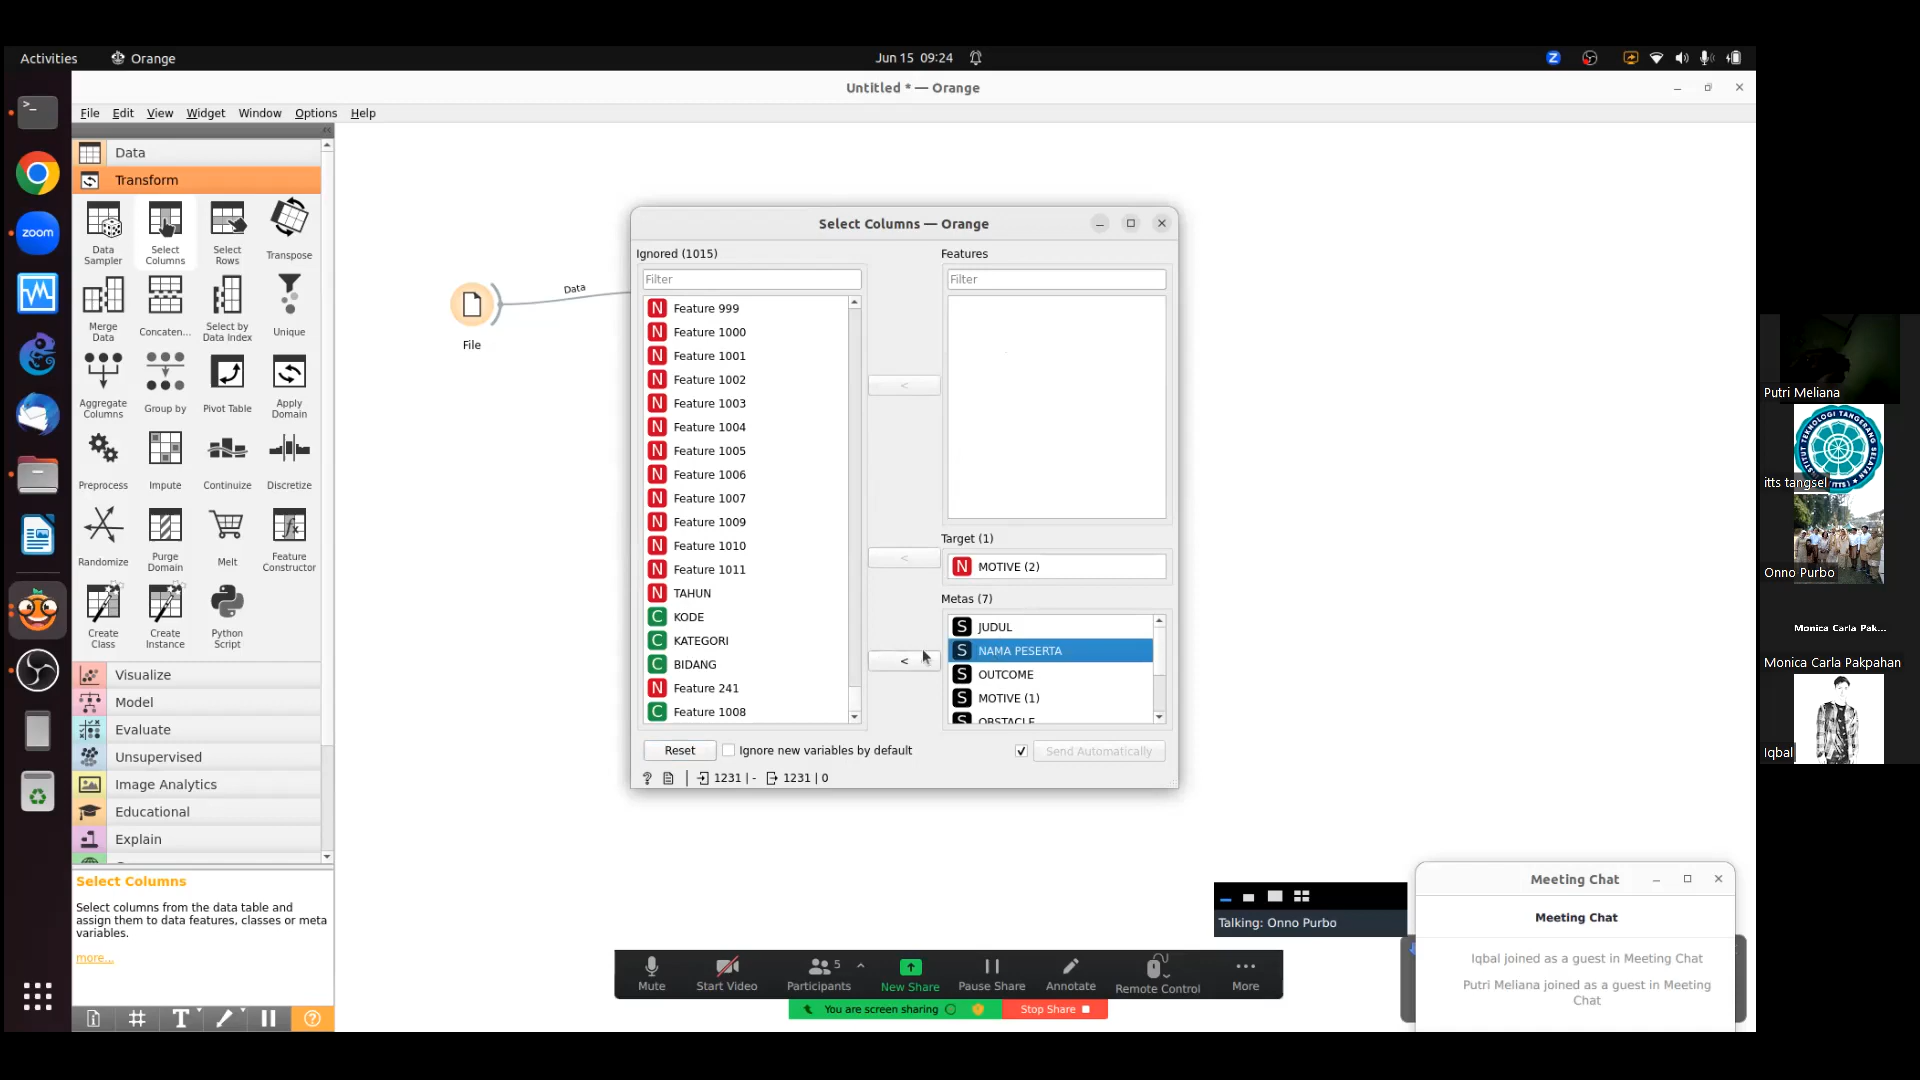 Activities
Orange
Jun 15 09:24
Untitled * — Orange
File Edit View Widget Window Options Help
Data
Transform
Data Sampler
Select Columns
Select Rows
Transpose
Merge Data
Concaten...
Select by Data Index
Unique
Aggregate Columns
Group by
Pivot Table
Apply Domain
Preprocess
Impute
Continuize
Discretize
Randomize
Purge Domain
Melt
Feature Constructor
Create Class
Create Instance
Python Script
Visualize
Model
Evaluate
Unsupervised
Image Analytics
Educational
Explain
Select Columns
Select columns from the data table and
assign them to data features, classes or meta
variables.
more...
File
Data
Select Columns — Orange
Ignored (1015)
Filter
N Feature 999
N Feature 1000
N Feature 1001
N Feature 1002
N Feature 1003
N Feature 1004
N Feature 1005
N Feature 1006
N Feature 1007
N Feature 1009
N Feature 1010
N Feature 1011
N TAHUN
C KODE
C KATEGORI
C BIDANG
N Feature 241
C Feature 1008
<
<
<
Features
Filter
Target (1)
N MOTIVE (2)
Metas (7)
S JUDUL
S NAMA PESERTA
S OUTCOME
S MOTIVE (1)
S OBSTACLE
Reset
Ignore new variables by default
Send Automatically
? 1231 | - 1231 | 0
Talking: Onno Purbo
Mute
Start Video
5
Participants
New Share
Pause Share
Annotate
Remote Control
More
You are screen sharing
Stop Share
Meeting Chat
Meeting Chat
Iqbal joined as a guest in Meeting Chat
Putri Meliana joined as a guest in Meeting
Chat
Putri Meliana
itts tangsel
Onno Purbo
Monica Carla Pak...
Monica Carla Pakpahan
Iqbal
zoom